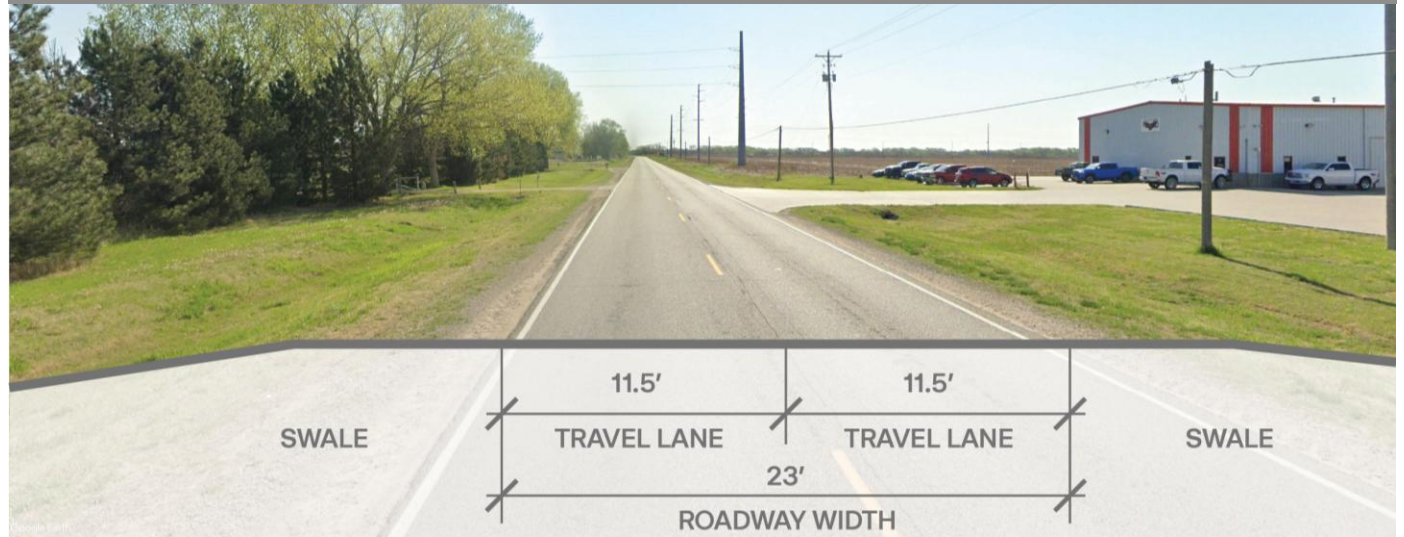 11.5′ 11.5′
SWALE TRAVEL LANE TRAVEL LANE SWALE
23′
ROADWAY WIDTH